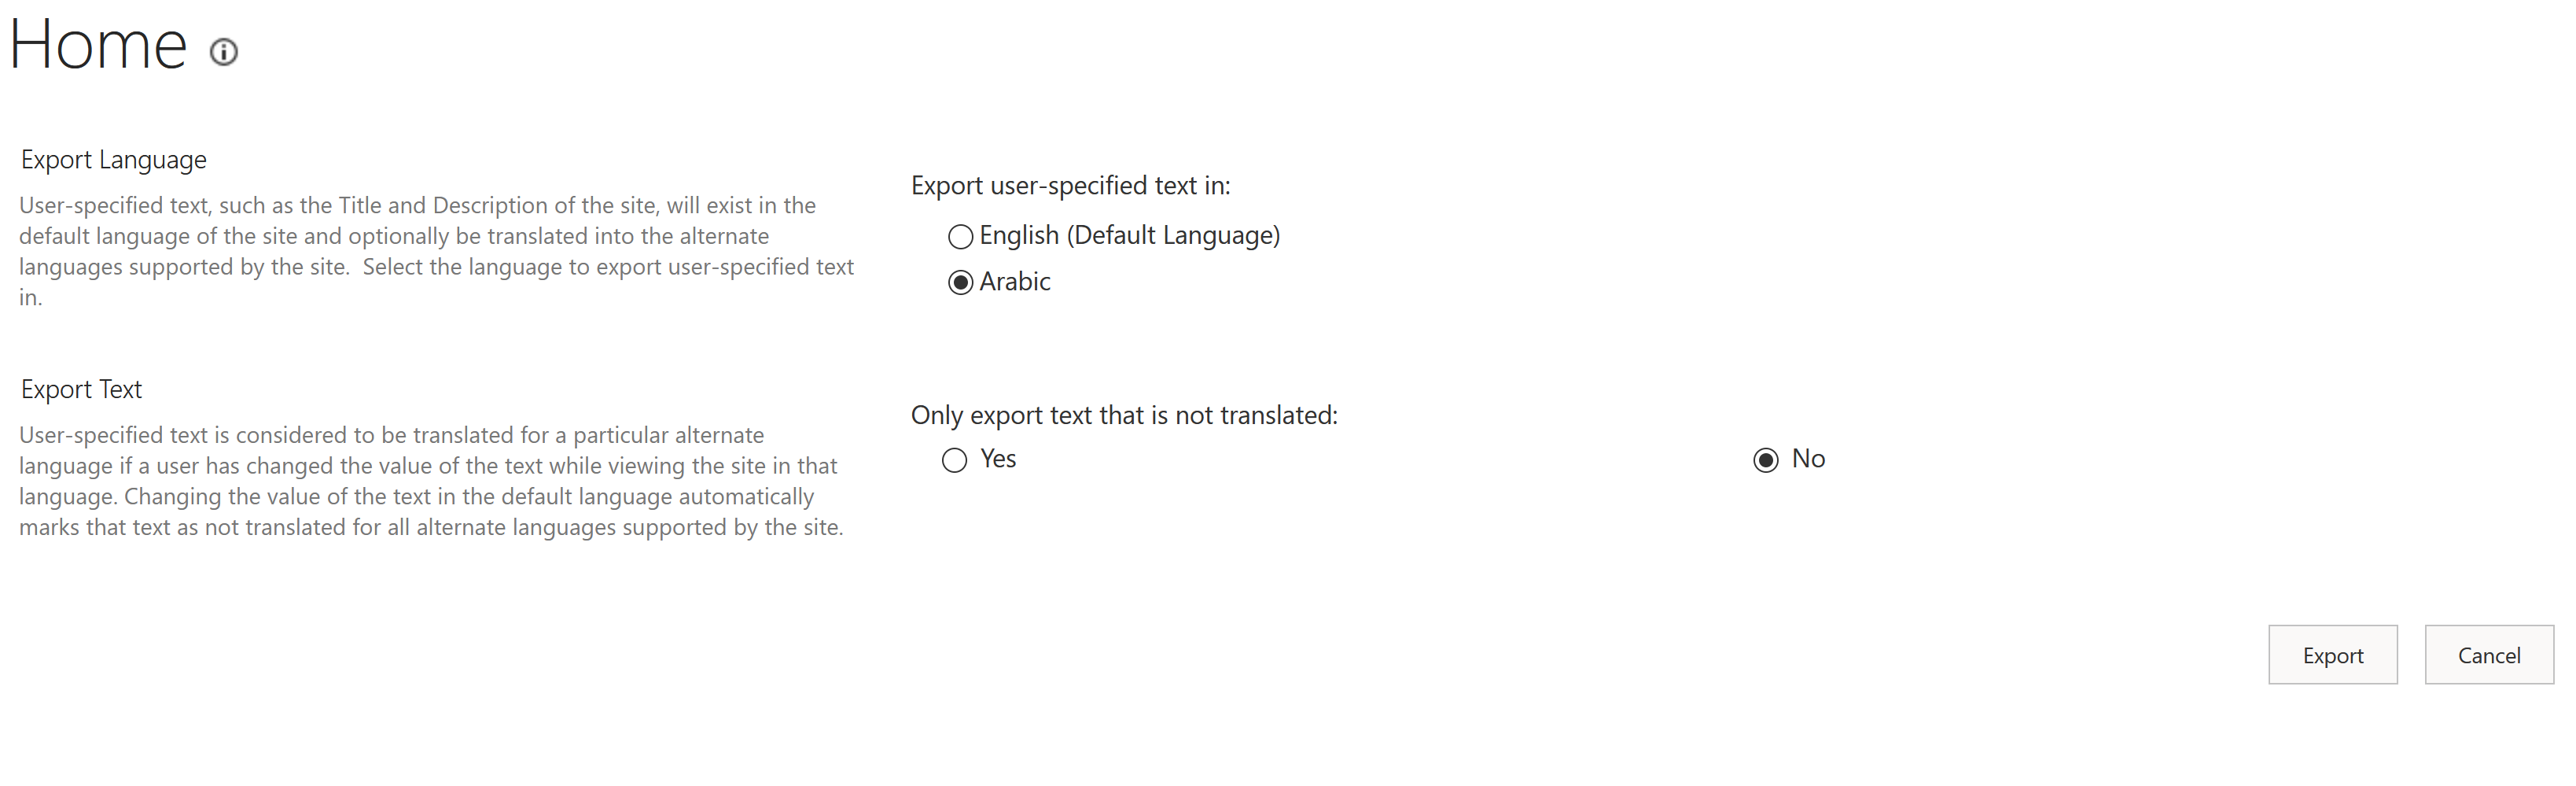 Home
Export Language
User-specified text, such as the Title and Description of the site, will exist in the
default language of the site and optionally be translated into the alternate
languages supported by the site.  Select the language to export user-specified text
in.
Export user-specified text in:
English (Default Language)
Arabic
Export Text
User-specified text is considered to be translated for a particular alternate
language if a user has changed the value of the text while viewing the site in that
language. Changing the value of the text in the default language automatically
marks that text as not translated for all alternate languages supported by the site.
Only export text that is not translated:
Yes
No
Export
Cancel